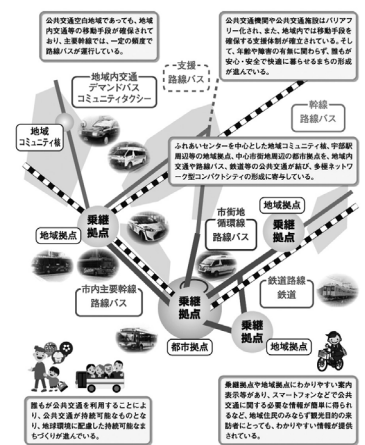 公共交通空白地域であっても、地域
内交通等の移動手段が確保されて
おり、主要幹線では、一定の頻度で
路線バスが運行している。
公共交通機関や公共交通施設はバリアフ
リー化され、また、地域内では移動手段を
確保する支援体制が確立されている。そし
て、年齢や障害の有無に関わらず、誰もが
安心・安全で快適に暮らせるまちの形成
が進んでいる。
支援
路線バス
地域内交通
デマンドバス
コミュニティタクシー
幹線
路線バス
地域
コミュニティ核
ふれあいセンターを中心とした地域コミュニティ核、宇部駅
周辺等の地域拠点、中心市街地周辺の都市拠点を、地域内
交通や路線バス、鉄道等の公共交通が結び、多極ネットワ
ーク型コンパクトシティの形成に寄与している。
乗継
拠点
地域拠点
市街地
循環線
路線バス
地域拠点
乗継
拠点
市内主要幹線
路線バス
乗継
拠点
都市拠点
鉄道路線
鉄道
乗継
拠点
地域拠点
誰もが公共交通を利用することによ
り、公共交通が持続可能なものとな
り、地球環境に配慮した持続可能なま
ちづくりが進んでいる。
乗継拠点や地域拠点にわかりやすい案内
表示等があり、スマートフォンなどで公共
交通に関する必要な情報が簡単に得られ
るなど、地域住民のみならず観光目的の来
訪者にとっても、わかりやすい情報が提供
されている。